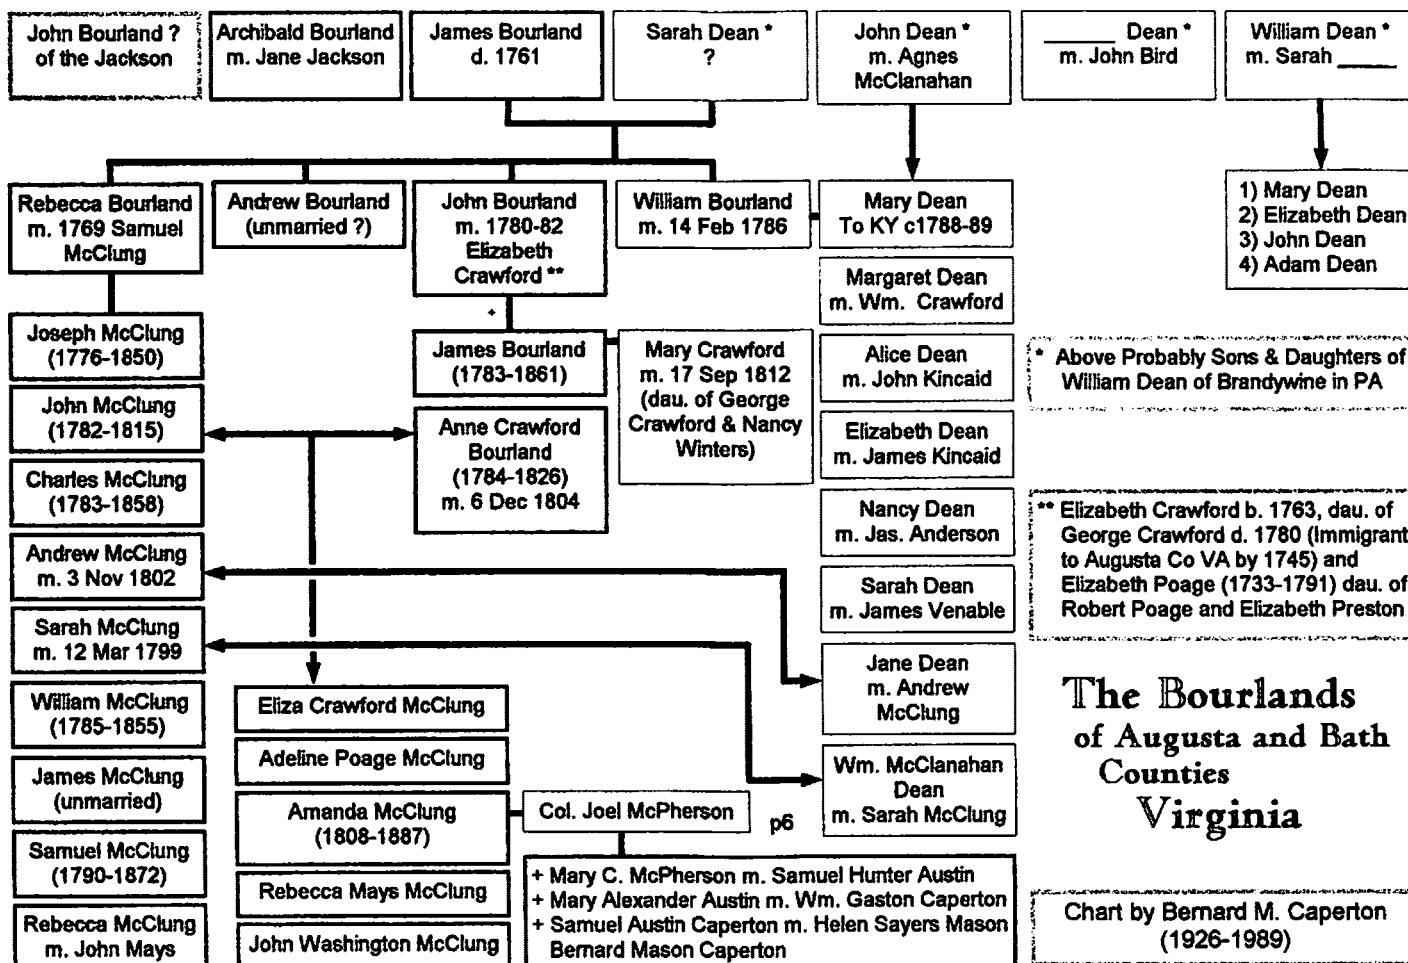 John Bourland ?
of the Jackson
Archibald Bourland
m. Jane Jackson
James Bourland
d. 1761
Sarah Dean *
?
John Dean *
m. Agnes
McClanahan
_____ Dean *
m. John Bird
William Dean *
m. Sarah _____
Rebecca Bourland
m. 1769 Samuel
McClung
Andrew Bourland
(unmarried ?)
John Bourland
m. 1780-82
Elizabeth
Crawford **
William Bourland
m. 14 Feb 1786
Mary Dean
To KY c1788-89
1) Mary Dean
2) Elizabeth Dean
3) John Dean
4) Adam Dean
Joseph McClung
(1776-1850)
John McClung
(1782-1815)
Charles McClung
(1783-1858)
Andrew McClung
m. 3 Nov 1802
Sarah McClung
m. 12 Mar 1799
William McClung
(1785-1855)
James McClung
(unmarried)
Samuel McClung
(1790-1872)
Rebecca McClung
m. John Mays
+
James Bourland
(1783-1861)
Mary Crawford
m. 17 Sep 1812
(dau. of George
Crawford & Nancy
Winters)
Anne Crawford
Bourland
(1784-1826)
m. 6 Dec 1804
Margaret Dean
m. Wm. Crawford
Alice Dean
m. John Kincaid
Elizabeth Dean
m. James Kincaid
Nancy Dean
m. Jas. Anderson
Sarah Dean
m. James Venable
Jane Dean
m. Andrew
McClung
Wm. McClanahan
Dean
m. Sarah McClung
Eliza Crawford McClung
Adeline Poage McClung
Amanda McClung
(1808-1887)
Rebecca Mays McClung
John Washington McClung
Col. Joel McPherson
p6
+ Mary C. McPherson m. Samuel Hunter Austin
+ Mary Alexander Austin m. Wm. Gaston Caperton
+ Samuel Austin Caperton m. Helen Sayers Mason
Bernard Mason Caperton
* Above Probably Sons & Daughters of
William Dean of Brandywine in PA
** Elizabeth Crawford b. 1763, dau. of
George Crawford d. 1780 (Immigrant
to Augusta Co VA by 1745) and
Elizabeth Poage (1733-1791) dau. of
Robert Poage and Elizabeth Preston
The Bourlands
of Augusta and Bath
Counties
Virginia
Chart by Bernard M. Caperton
(1926-1989)